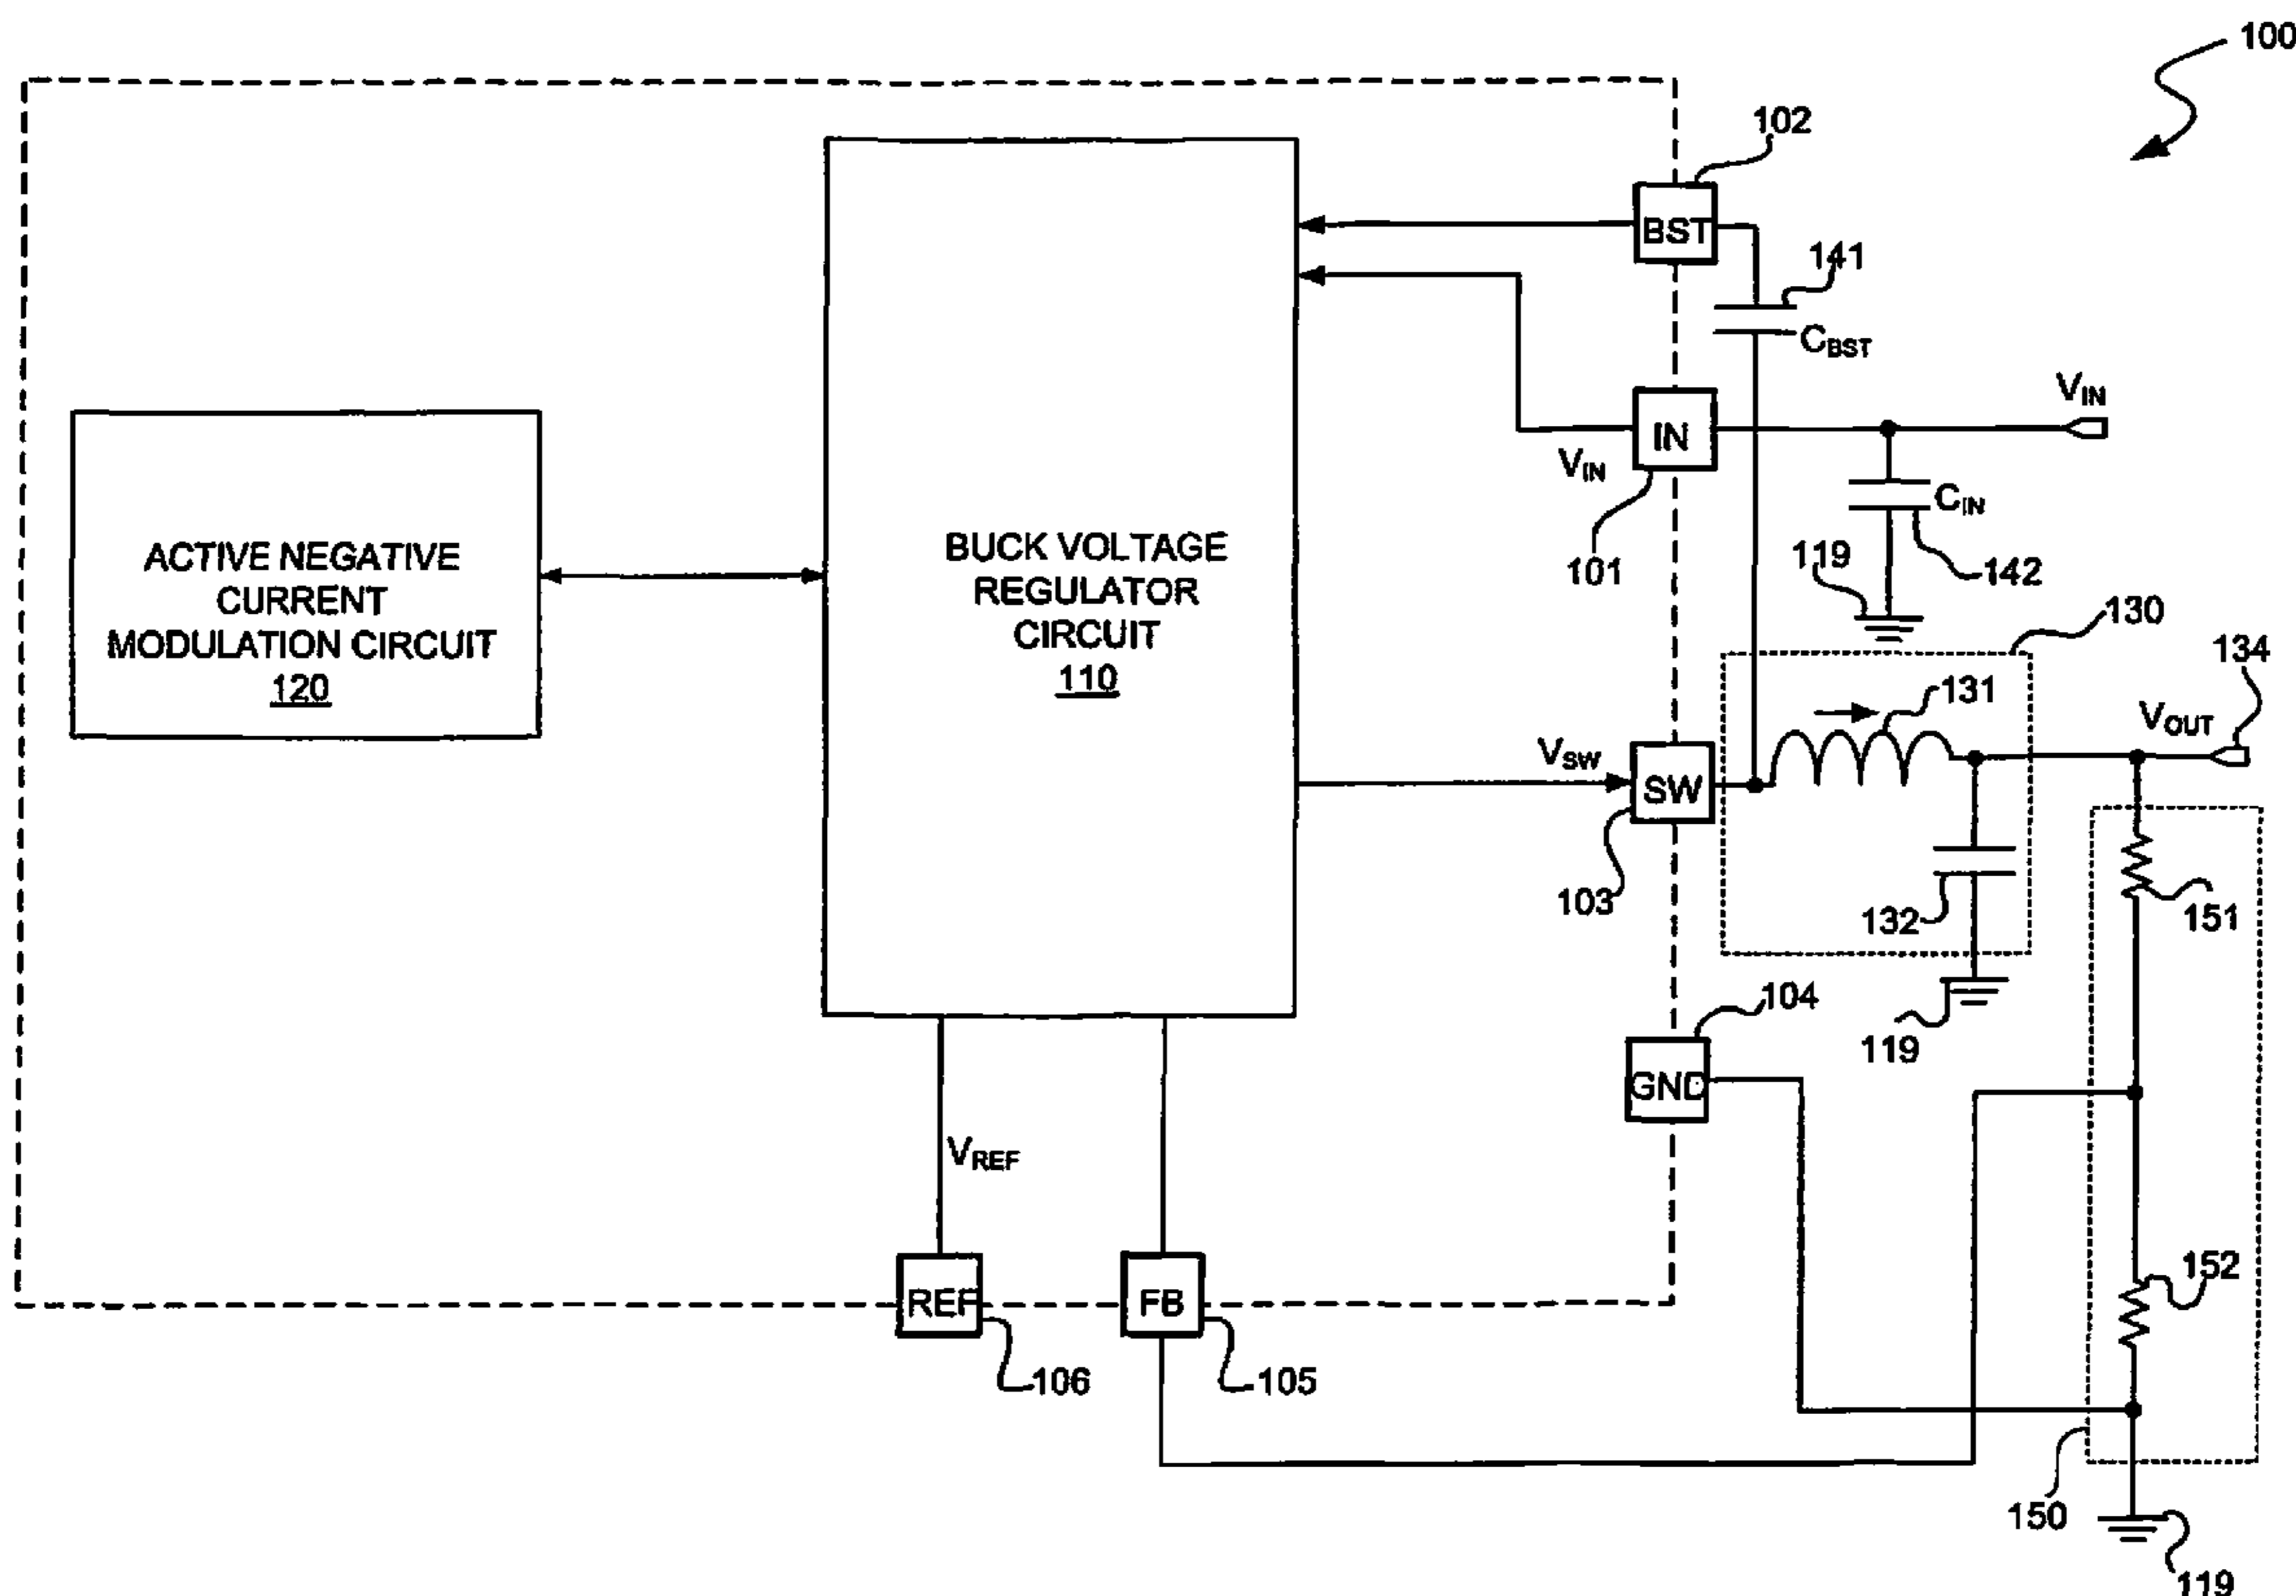 100
102
BST
141
CBST
VIN
IN
VIN
CIN
101
119
142
130
134
ACTIVE NEGATIVE
CURRENT
MODULATION CIRCUIT
120
BUCK VOLTAGE
REGULATOR
CIRCUIT
110
131
VOUT
VSW
SW
103
132
151
104
119
GND
VREF
152
REF
FB
106
105
150
119